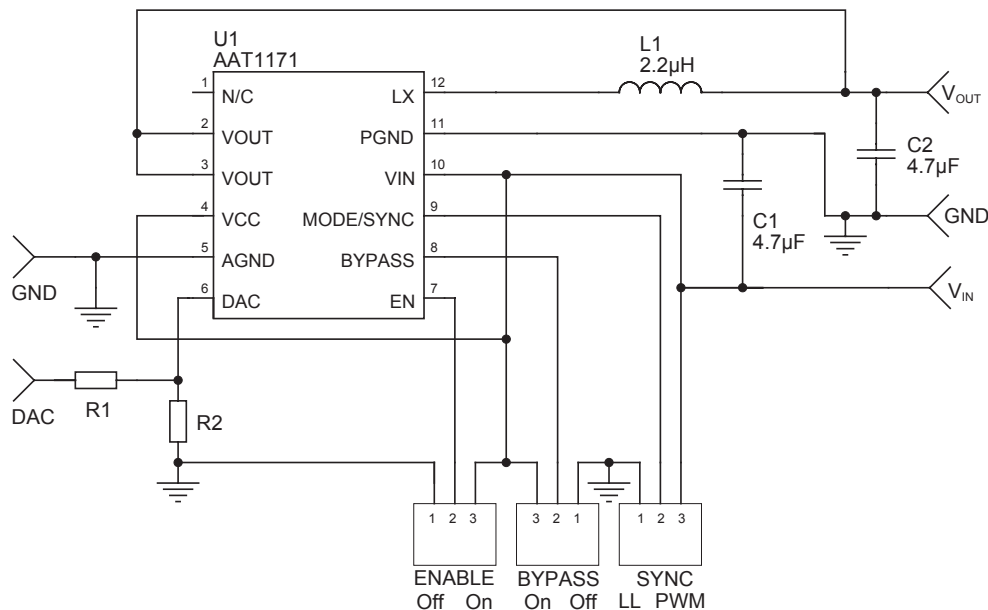 U1
AAT1171
L1
2.2µH
1 N/C LX 12
2 VOUT PGND 11
3 VOUT VIN 10
4 VCC MODE/SYNC 9
5 AGND BYPASS 8
6 DAC EN 7
V_OUT
C2
4.7µF
GND
C1
4.7µF
V_IN
GND
DAC
R1
R2
1 2 3
3 2 1
1 2 3
ENABLE
Off On
BYPASS
On Off
SYNC
LL PWM